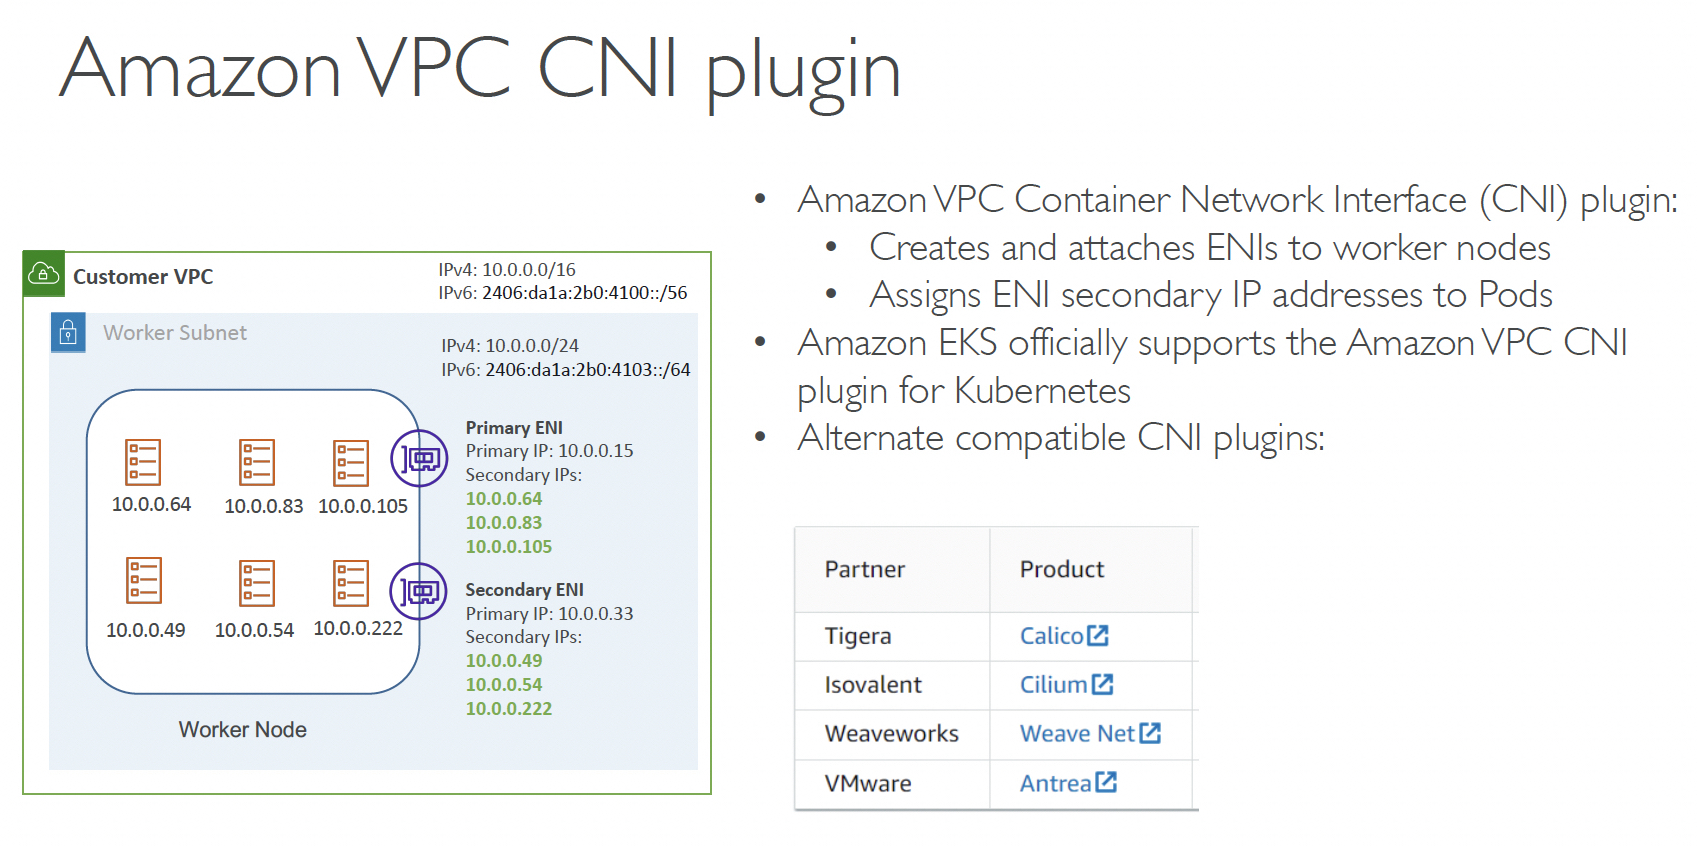 Amazon VPC CNI plugin
Customer VPC
IPv4: 10.0.0.0/16
IPv6: 2406:da1a:2b0:4100::/56
Worker Subnet
IPv4: 10.0.0.0/24
IPv6: 2406:da1a:2b0:4103::/64
10.0.0.64
10.0.0.83
10.0.0.105
10.0.0.49
10.0.0.54
10.0.0.222
Worker Node
Primary ENI
Primary IP: 10.0.0.15
Secondary IPs:
10.0.0.64
10.0.0.83
10.0.0.105
Secondary ENI
Primary IP: 10.0.0.33
Secondary IPs:
10.0.0.49
10.0.0.54
10.0.0.222
• Amazon VPC Container Network Interface (CNI) plugin:
• Creates and attaches ENIs to worker nodes
• Assigns ENI secondary IP addresses to Pods
• Amazon EKS officially supports the Amazon VPC CNI
plugin for Kubernetes
• Alternate compatible CNI plugins:
Partner Product
Tigera Calico
Isovalent Cilium
Weaveworks Weave Net
VMware Antrea